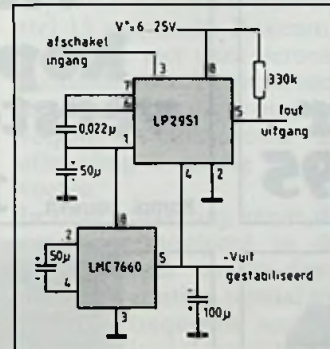 V⁺=6..25V
afschakel
ingang
3
8
330k
7
6
LP2951
5
fout
uitgang
0,022µ
1
4
2
50µ
8
2
50µ
4
LMC7660
5
-Vuit
gestabiliseerd
3
100µ
95